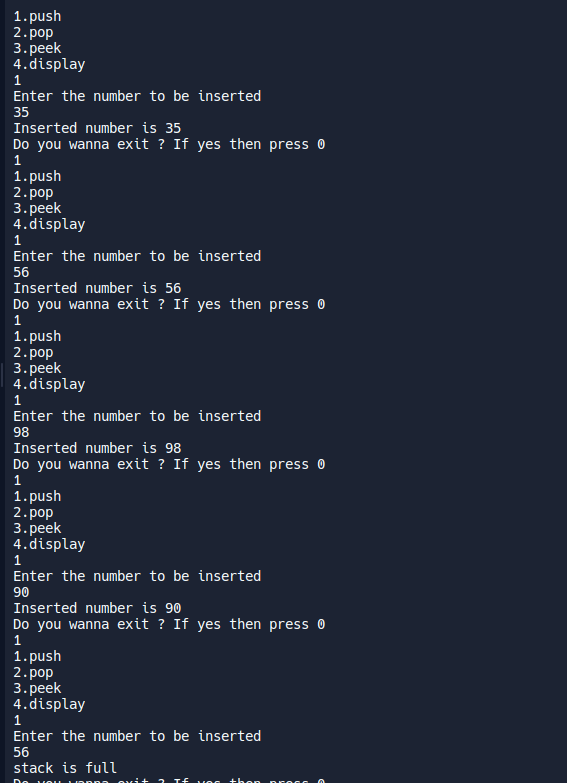 1.push
2.pop
3.peek
4.display
1
Enter the number to be inserted
35
Inserted number is 35
Do you wanna exit ? If yes then press 0
1
1.push
2.pop
3.peek
4.display
1
Enter the number to be inserted
56
Inserted number is 56
Do you wanna exit ? If yes then press 0
1
1.push
2.pop
3.peek
4.display
1
Enter the number to be inserted
98
Inserted number is 98
Do you wanna exit ? If yes then press 0
1
1.push
2.pop
3.peek
4.display
1
Enter the number to be inserted
90
Inserted number is 90
Do you wanna exit ? If yes then press 0
1
1.push
2.pop
3.peek
4.display
1
Enter the number to be inserted
56
stack is full
Do you wanna exit ? If yes then press 0